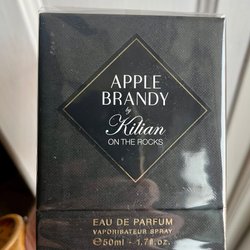 APPLE
BRANDY
by
Kilian
ON THE ROCKS
EAU DE PARFUM
VAPORISATEUR SPRAY
℮50ml - 1.7fl.oz.